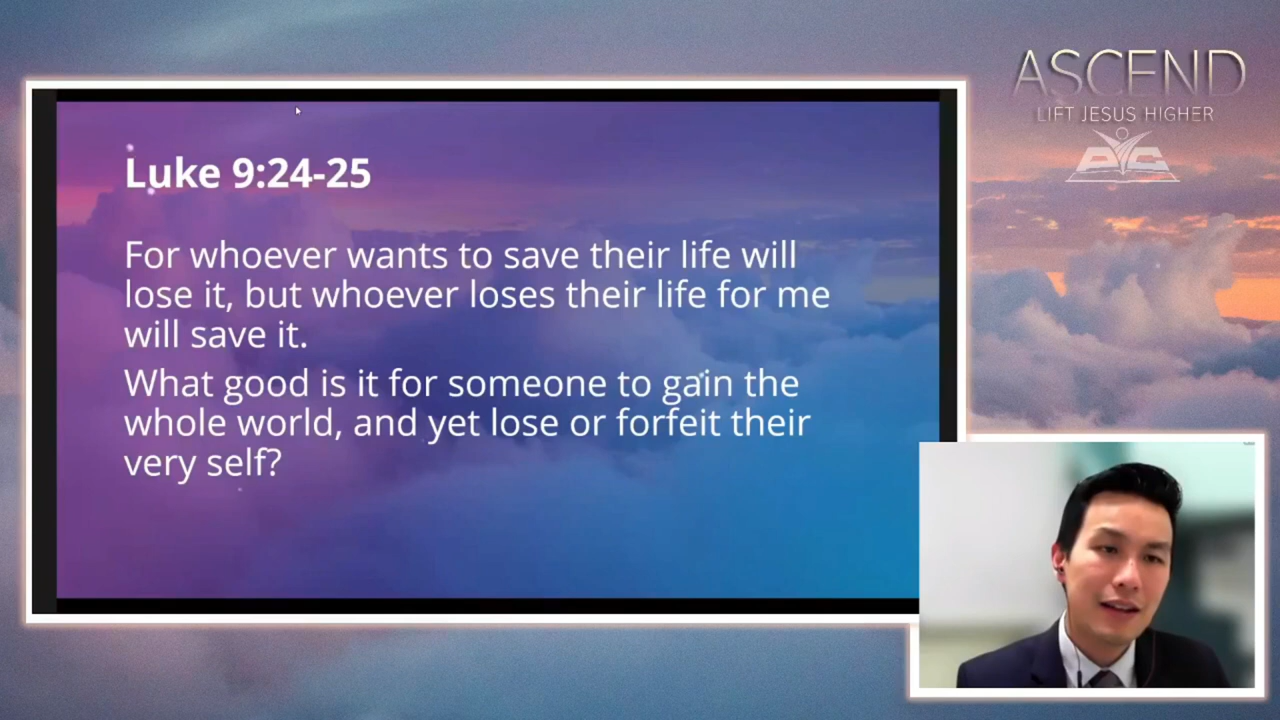 ASCEND
LIFT JESUS HIGHER
Luke 9:24-25
For whoever wants to save their life will
lose it, but whoever loses their life for me
will save it.
What good is it for someone to gain the
whole world, and yet lose or forfeit their
very self?